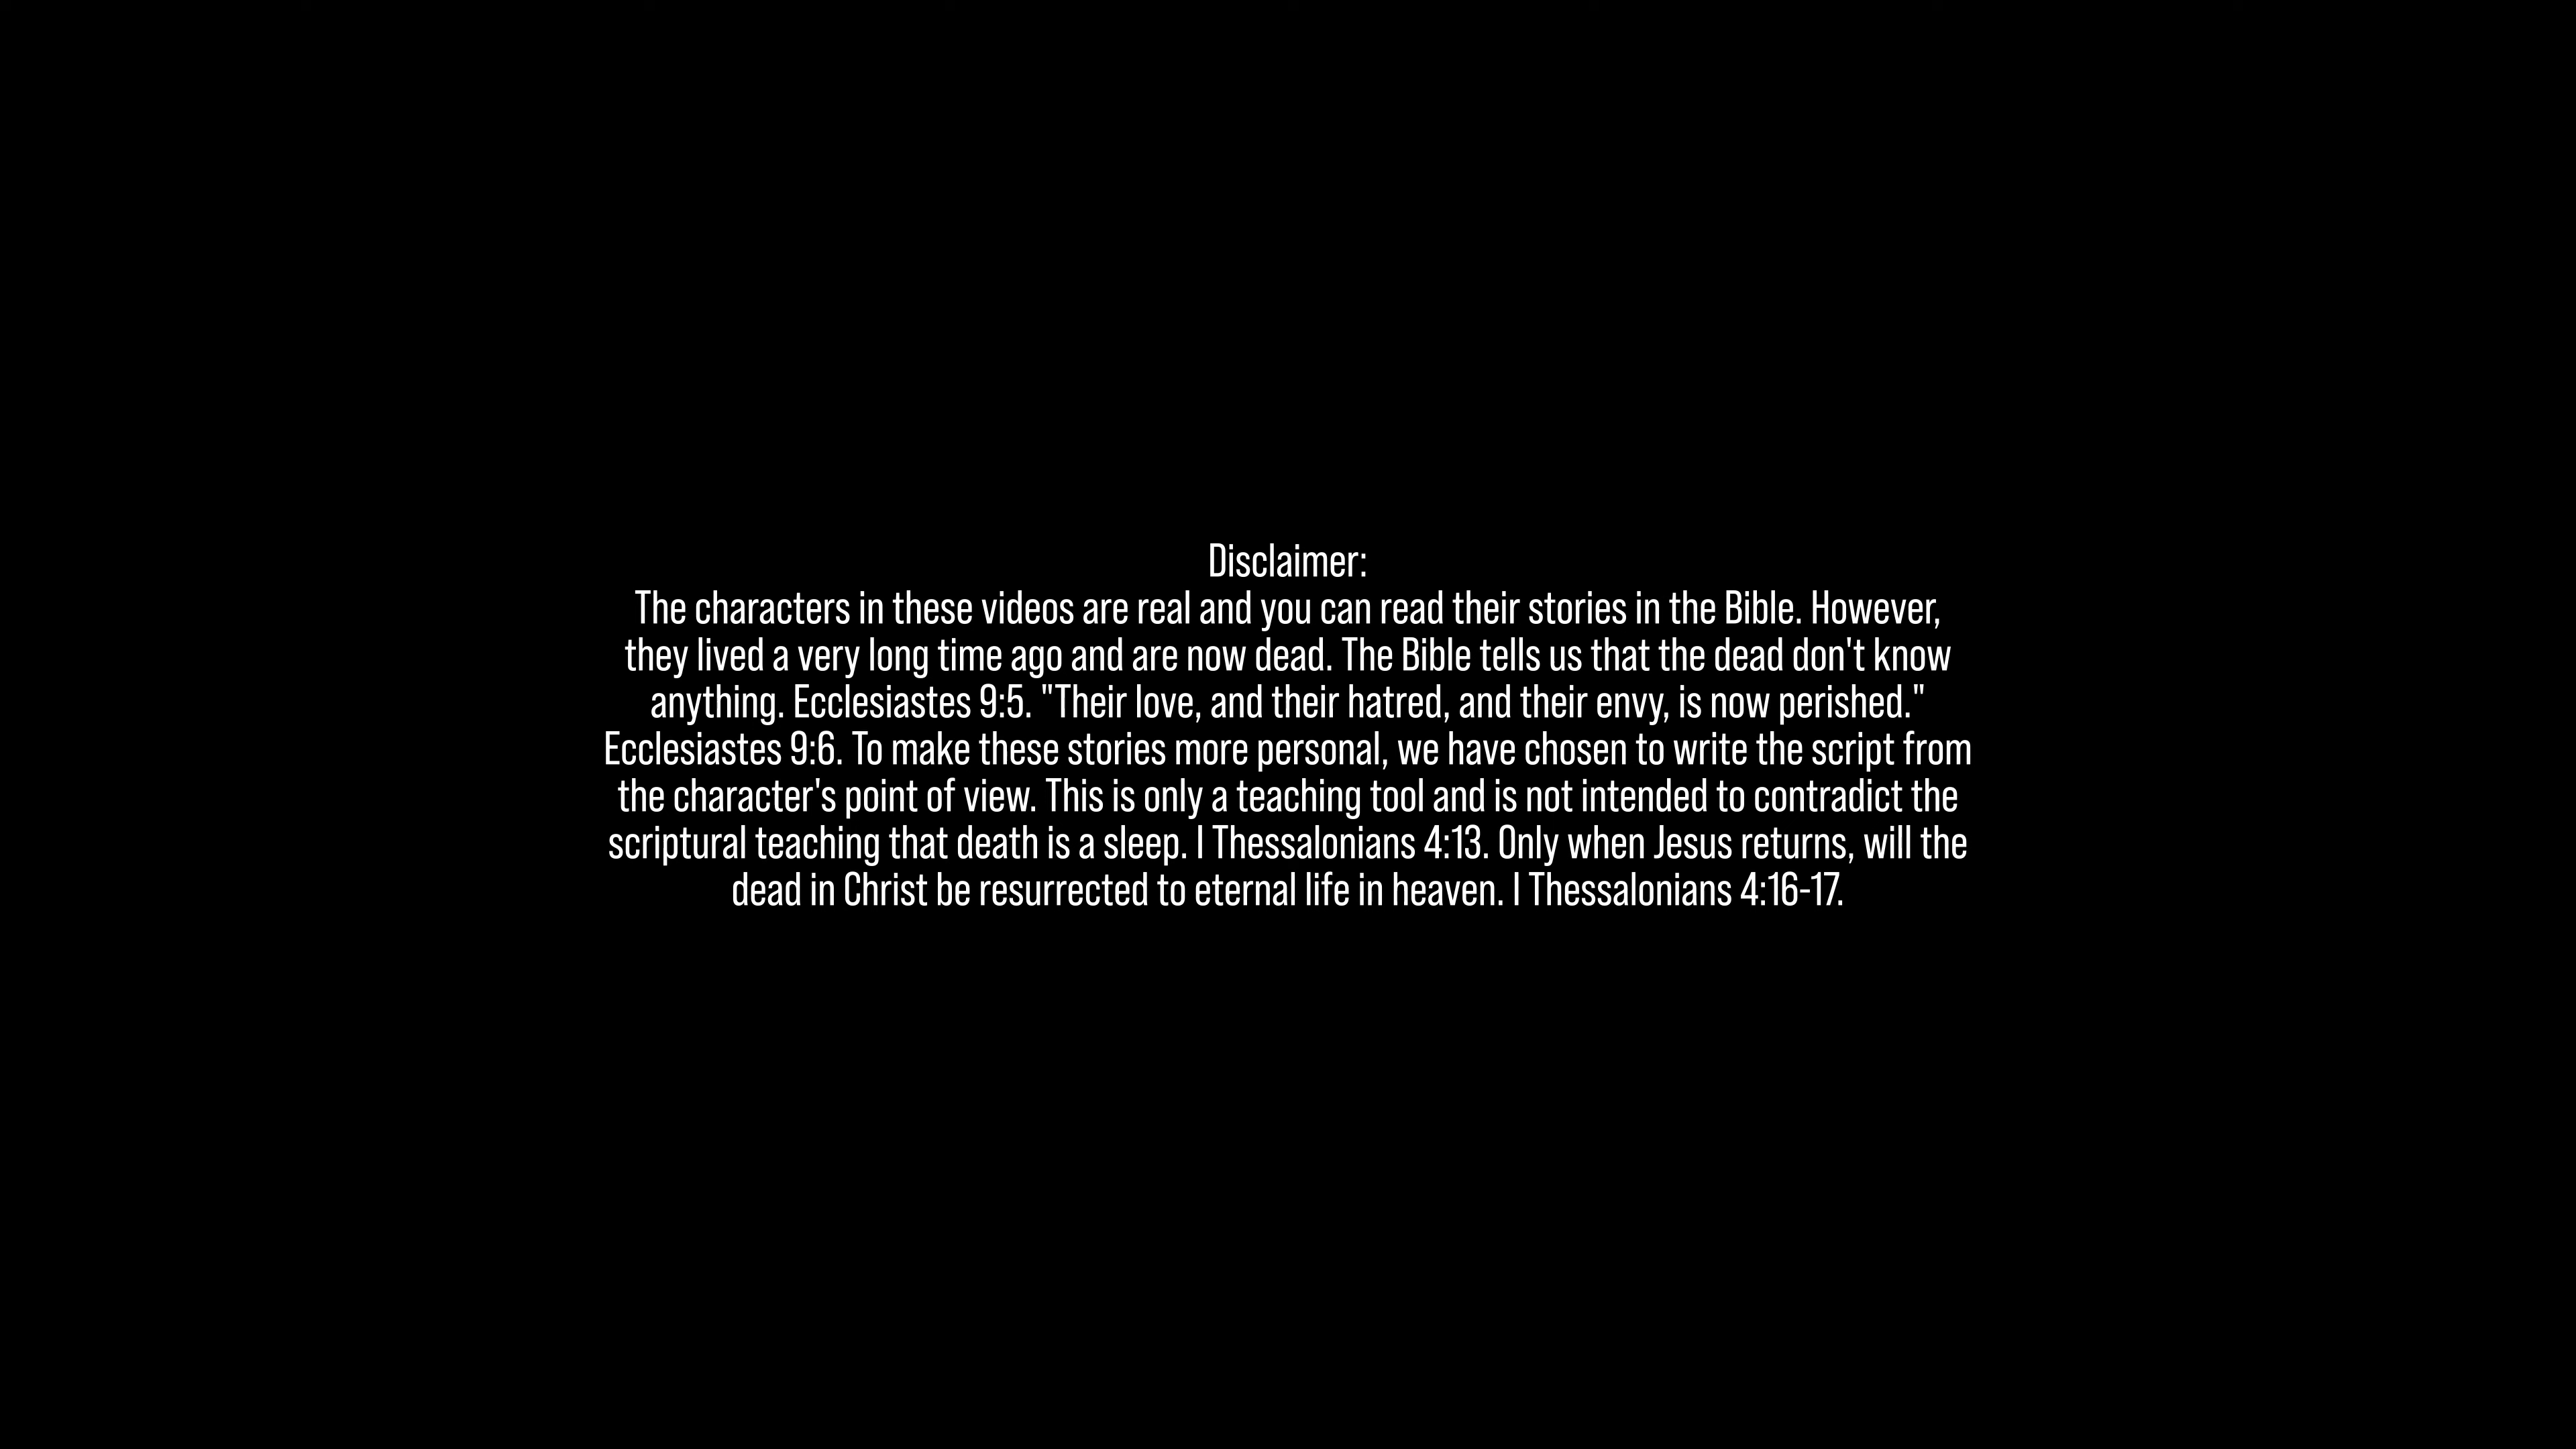 Disclaimer:
The characters in these videos are real and you can read their stories in the Bible. However,
they lived a very long time ago and are now dead. The Bible tells us that the dead don't know
anything. Ecclesiastes 9:5. "Their love, and their hatred, and their envy, is now perished."
Ecclesiastes 9:6. To make these stories more personal, we have chosen to write the script from
the character's point of view. This is only a teaching tool and is not intended to contradict the
scriptural teaching that death is a sleep. I Thessalonians 4:13. Only when Jesus returns, will the
dead in Christ be resurrected to eternal life in heaven. I Thessalonians 4:16-17.